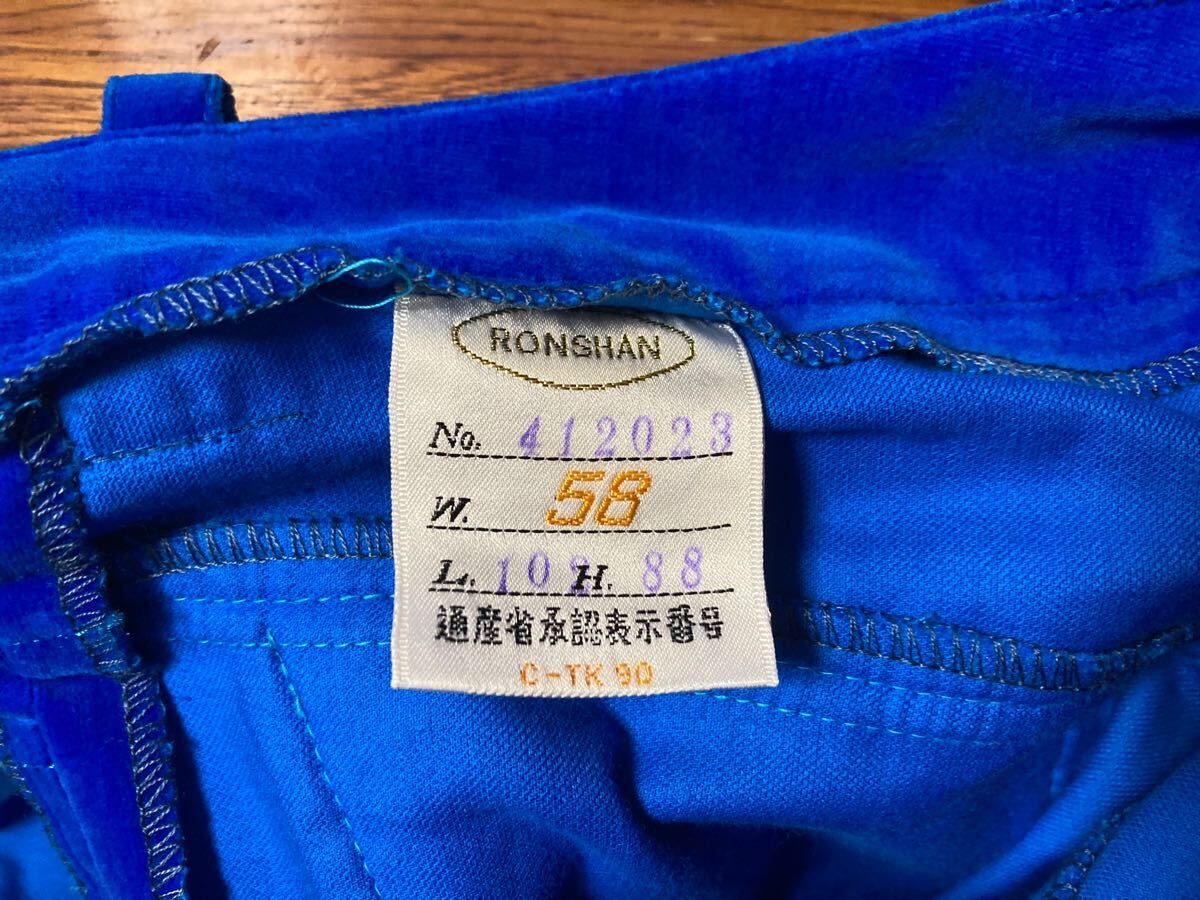 RONSHAN
No. 412023
W. 58
L. 102 H. 88
通産省承認表示番号
C-TK 90